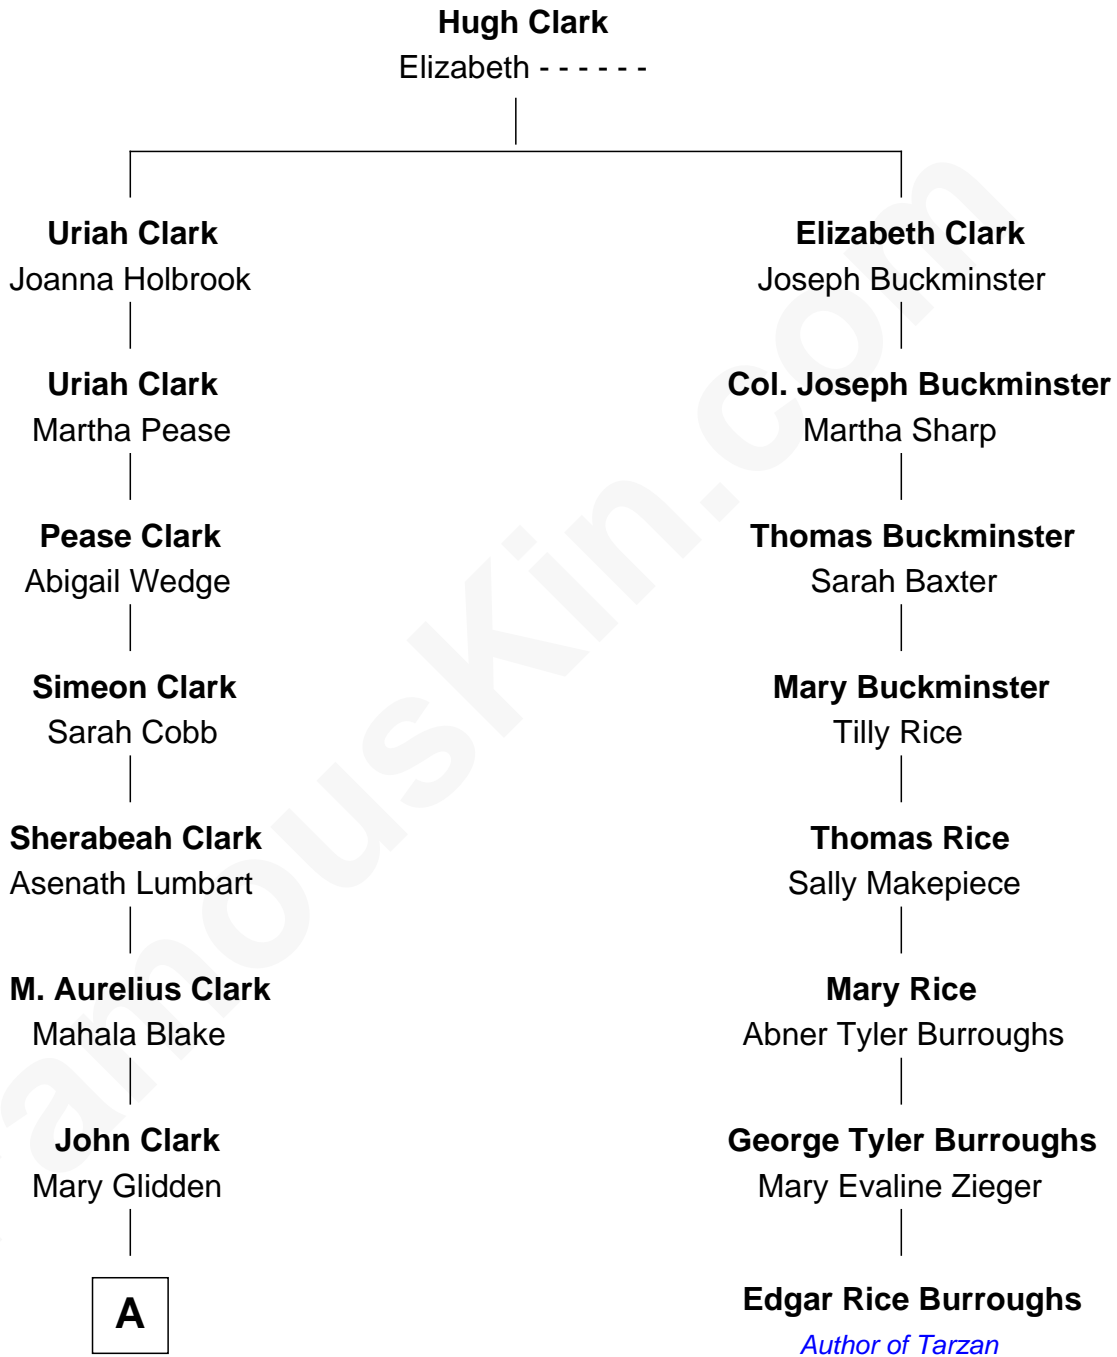 Hugh Clark
Elizabeth - - - - - -
Uriah Clark
Joanna Holbrook
Elizabeth Clark
Joseph Buckminster
Uriah Clark
Martha Pease
Col. Joseph Buckminster
Martha Sharp
Pease Clark
Abigail Wedge
Thomas Buckminster
Sarah Baxter
Simeon Clark
Sarah Cobb
Mary Buckminster
Tilly Rice
Sherabeah Clark
Asenath Lumbart
Thomas Rice
Sally Makepiece
M. Aurelius Clark
Mahala Blake
Mary Rice
Abner Tyler Burroughs
John Clark
Mary Glidden
George Tyler Burroughs
Mary Evaline Zieger
A
Edgar Rice Burroughs
Author of Tarzan
amousKin.com